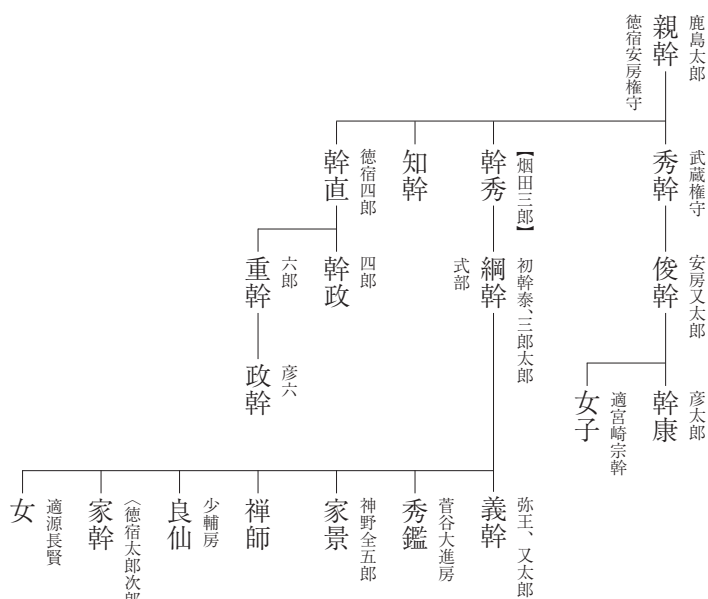 鹿島太郎
親幹
徳宿安房権守
武蔵権守
秀幹
【烟田三郎】
幹秀
知幹
徳宿四郎
幹直
安房又太郎
俊幹
初幹泰、三郎太郎
綱幹
式部
四郎
幹政
六郎
重幹
彦太郎
幹康
適宮崎宗幹
女子
彦六
政幹
弥王、又太郎
義幹
菅谷大進房
秀鑑
神野全五郎
家景
禅師
少輔房
良仙
〈徳宿太郎次郎
家幹
適源長賢
女